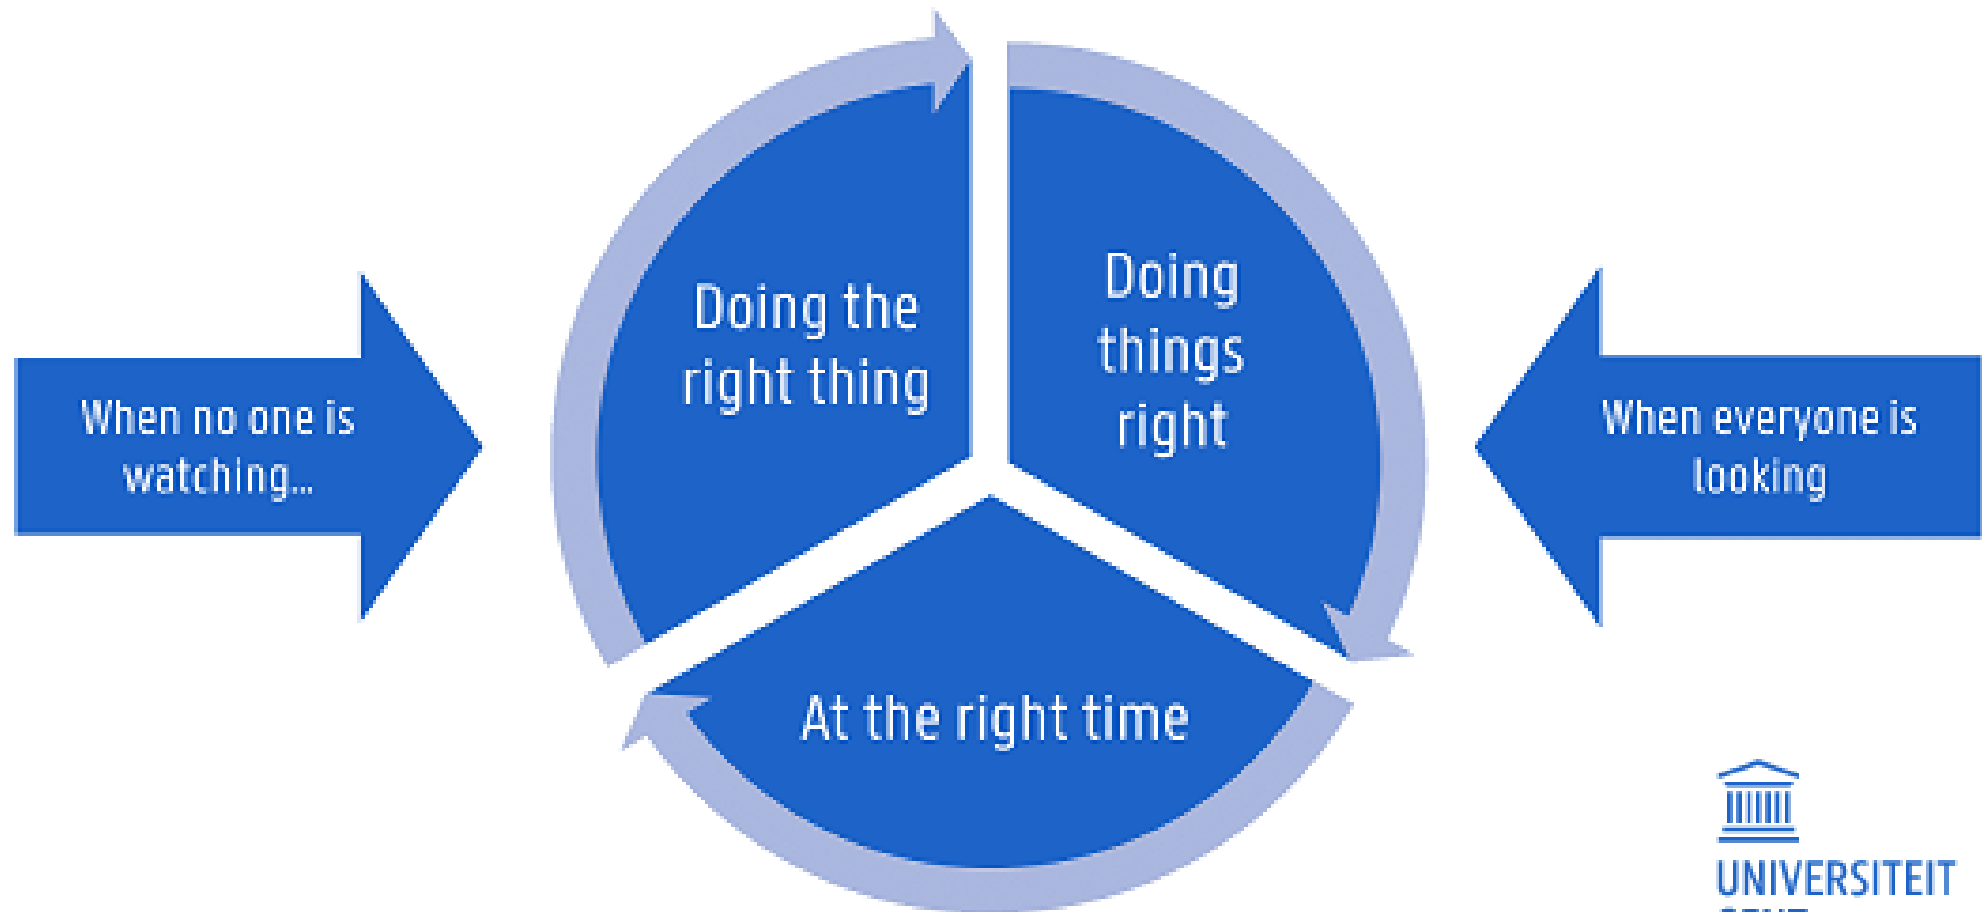 Doing the
right thing
Doing
things
right
At the right time
When no one is
watching...
When everyone is
looking
UNIVERSITEIT